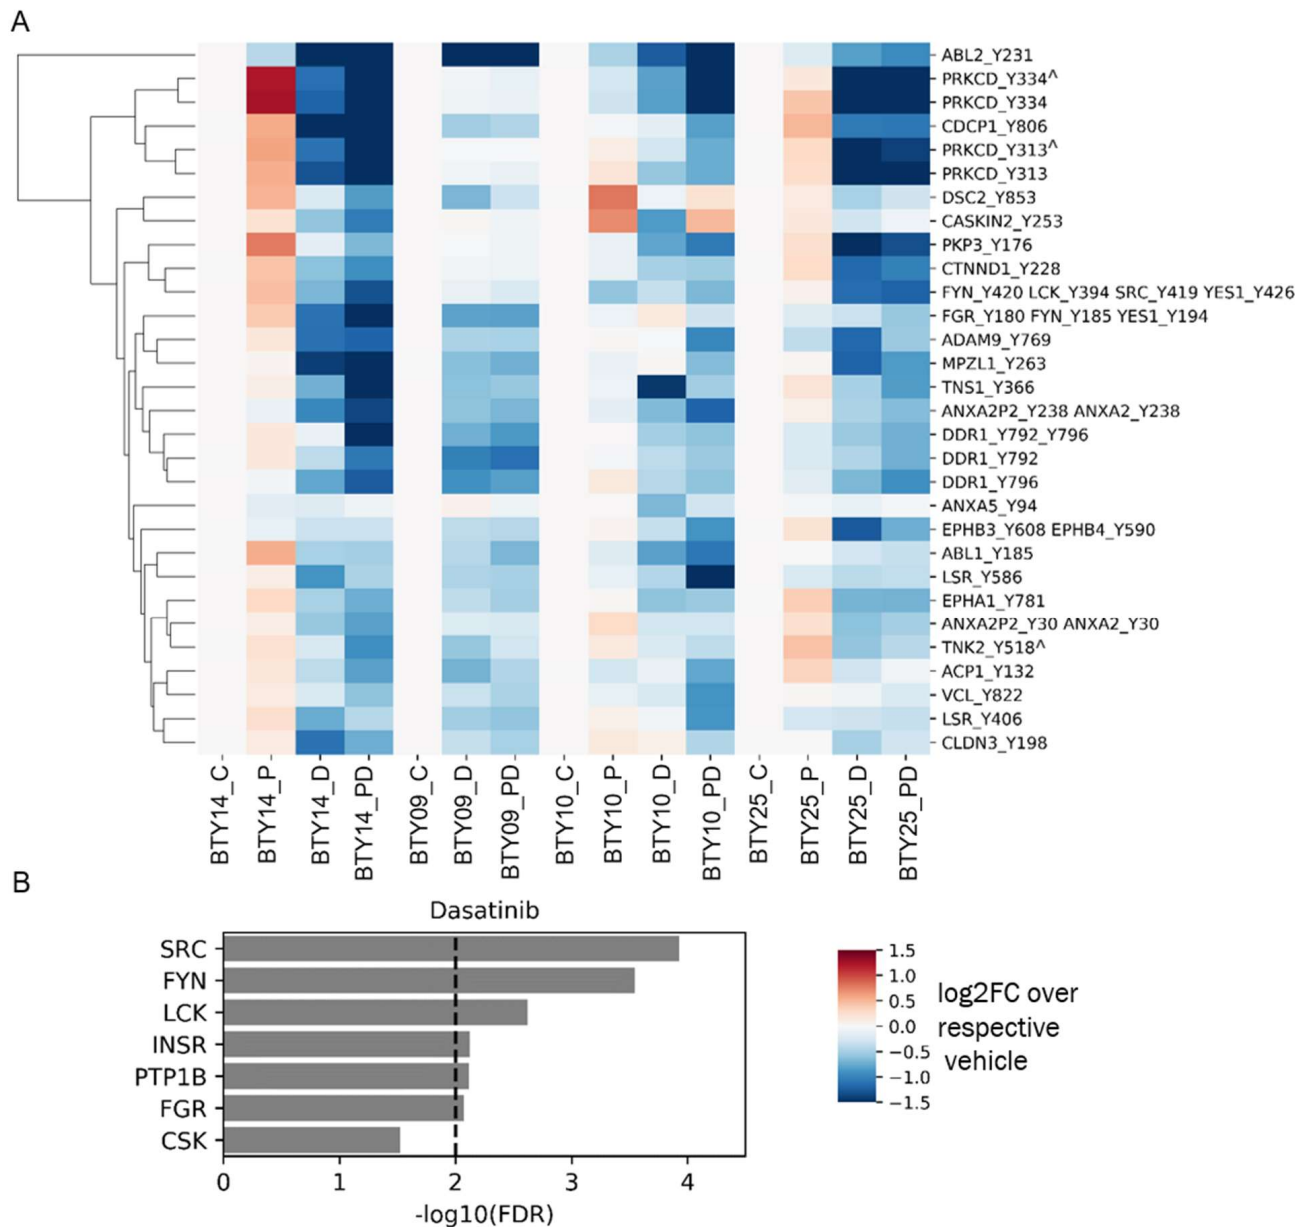 A
ABL2_Y231
PRKCD_Y334^
PRKCD_Y334
CDCP1_Y806
PRKCD_Y313^
PRKCD_Y313
DSC2_Y853
CASKIN2_Y253
PKP3_Y176
CTNND1_Y228
FYN_Y420 LCK_Y394 SRC_Y419 YES1_Y426
FGR_Y180 FYN_Y185 YES1_Y194
ADAM9_Y769
MPZL1_Y263
TNS1_Y366
ANXA2P2_Y238 ANXA2_Y238
DDR1_Y792_Y796
DDR1_Y792
DDR1_Y796
ANXA5_Y94
EPHB3_Y608 EPHB4_Y590
ABL1_Y185
LSR_Y586
EPHA1_Y781
ANXA2P2_Y30 ANXA2_Y30
TNK2_Y518^
ACP1_Y132
VCL_Y822
LSR_Y406
CLDN3_Y198
BTY14_C
BTY14_P
BTY14_D
BTY14_PD
BTY09_C
BTY09_D
BTY09_PD
BTY10_C
BTY10_P
BTY10_D
BTY10_PD
BTY25_C
BTY25_P
BTY25_D
BTY25_PD
B
Dasatinib
SRC
FYN
LCK
INSR
PTP1B
FGR
CSK
0 1 2 3 4
-log10(FDR)
1.5
1.0
0.5
0.0
−0.5
−1.0
−1.5
log2FC over
respective
vehicle